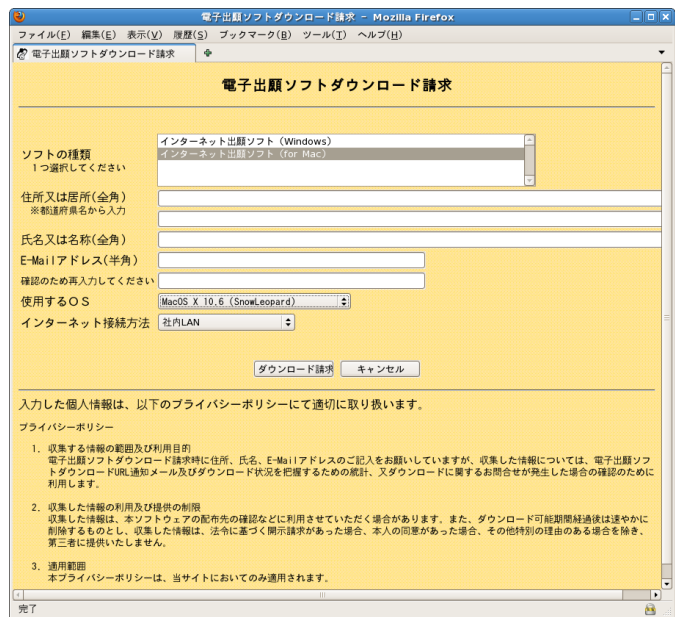 電子出願ソフトダウンロード請求 - Mozilla Firefox
ファイル(F) 編集(E) 表示(V) 履歴(S) ブックマーク(B) ツール(T) ヘルプ(H)
電子出願ソフトダウンロード請求
電子出願ソフトダウンロード請求
ソフトの種類
1つ選択してください
インターネット出願ソフト (Windows)
インターネット出願ソフト (for Mac)
住所又は居所(全角)
※都道府県名から入力
氏名又は名称(全角)
E-Mailアドレス(半角)
確認のため再入力してください
使用するOS
MacOS X 10.6 (SnowLeopard)
インターネット接続方法
社内LAN
ダウンロード請求 キャンセル
入力した個人情報は、以下のプライバシーポリシーにて適切に取り扱います。
プライバシーポリシー
1. 収集する情報の範囲及び利用目的
電子出願ソフトダウンロード請求時に住所、氏名、E-Mailアドレスのご記入をお願いしていますが、収集した情報については、電子出願ソフ
トダウンロードURL通知メール及びダウンロード状況を把握するための統計、又ダウンロードに関するお問合せが発生した場合の確認のために
利用します。
2. 収集した情報の利用及び提供の制限
収集した情報は、本ソフトウェアの配布先の確認などに利用させていただく場合があります。また、ダウンロード可能期間経過後は速やかに
削除するものとし、収集した情報は、法令に基づく開示請求があった場合、本人の同意があった場合、その他特別の理由のある場合を除き、
第三者に提供いたしません。
3. 適用範囲
本プライバシーポリシーは、当サイトにおいてのみ適用されます。
完了